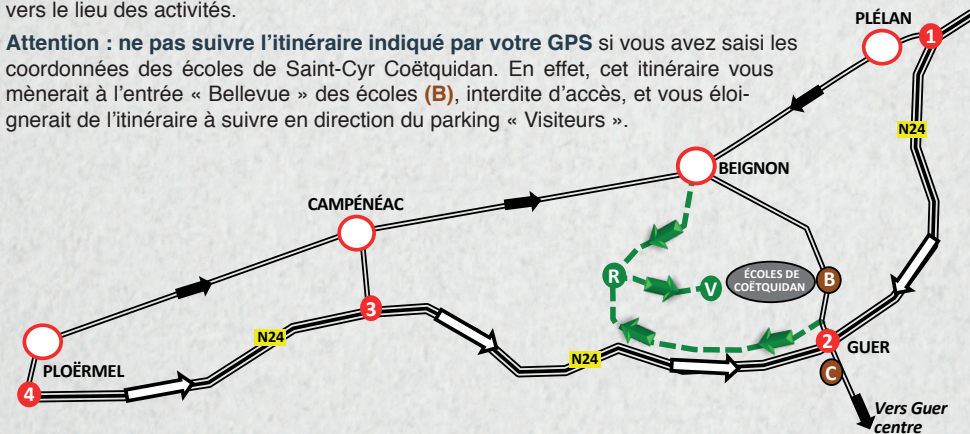 vers le lieu des activités.
Attention : ne pas suivre l’itinéraire indiqué par votre GPS si vous avez saisi les
coordonnées des écoles de Saint-Cyr Coëtquidan. En effet, cet itinéraire vous
mènerait à l’entrée « Bellevue » des écoles (B), interdite d’accès, et vous éloi-
gnerait de l’itinéraire à suivre en direction du parking « Visiteurs ».
PLÉLAN
1
N24
BEIGNON
CAMPÉNÉAC
R
V
ÉCOLES DE
COËTQUIDAN
B
3
N24
N24
2
GUER
PLOËRMEL
4
C
Vers Guer
centre